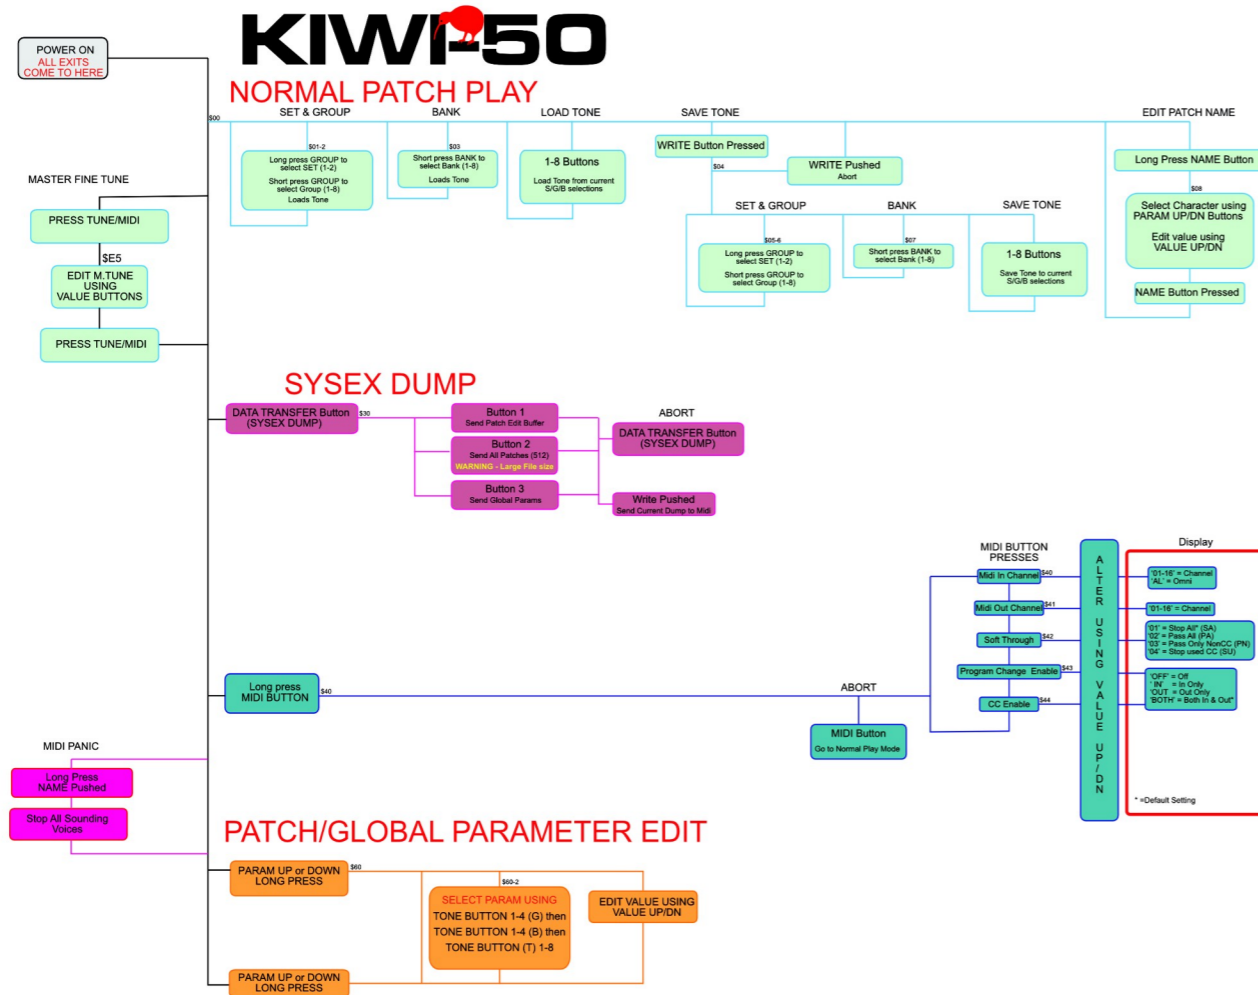 KIWI-50
POWER ON
ALL EXITS
COME TO HERE
NORMAL PATCH PLAY
$00
SET & GROUP
$01-2
Long press GROUP to
select SET (1-2)
Short press GROUP to
select Group (1-8)
Loads Tone
BANK
$03
Short press BANK to
select Bank (1-8)
Loads Tone
LOAD TONE
1-8 Buttons
Load Tone from current
S/G/B selections
SAVE TONE
WRITE Button Pressed
$04
WRITE Pushed
Abort
SET & GROUP
$05-6
Long press GROUP to
select SET (1-2)
Short press GROUP to
select Group (1-8)
BANK
$07
Short press BANK to
select Bank (1-8)
SAVE TONE
1-8 Buttons
Save Tone to current
S/G/B selections
EDIT PATCH NAME
Long Press NAME Button
$08
Select Character using
PARAM UP/DN Buttons
Edit value using
VALUE UP/DN
NAME Button Pressed
MASTER FINE TUNE
PRESS TUNE/MIDI
$E5
EDIT M.TUNE
USING
VALUE BUTTONS
PRESS TUNE/MIDI
SYSEX DUMP
DATA TRANSFER Button
(SYSEX DUMP)
$30
Button 1
Send Patch Edit Buffer
Button 2
Send All Patches (512)
WARNING - Large File size
Button 3
Send Global Params
ABORT
DATA TRANSFER Button
(SYSEX DUMP)
Write Pushed
Send Current Dump to Midi
Long press
MIDI BUTTON
$40
ABORT
MIDI Button
Go to Normal Play Mode
MIDI BUTTON
PRESSES
Midi In Channel
$40
Midi Out Channel
$41
Soft Through
$42
Program Change Enable
$43
CC Enable
$44
ALTER USING VALUE UP/DN
Display
'01-16' = Channel
'AL' = Omni
'01-16' = Channel
'01' = Stop All* (SA)
'02' = Pass All (PA)
'03' = Pass Only NonCC (PN)
'04' = Stop used CC (SU)
'OFF' = Off
' IN' = In Only
'OUT = Out Only
'BOTH' = Both In & Out*
* =Default Setting
MIDI PANIC
Long Press
NAME Pushed
Stop All Sounding
Voices
PATCH/GLOBAL PARAMETER EDIT
PARAM UP or DOWN
LONG PRESS
$60
$60-2
SELECT PARAM USING
TONE BUTTON 1-4 (G) then
TONE BUTTON 1-4 (B) then
TONE BUTTON (T) 1-8
EDIT VALUE USING
VALUE UP/DN
PARAM UP or DOWN
LONG PRESS